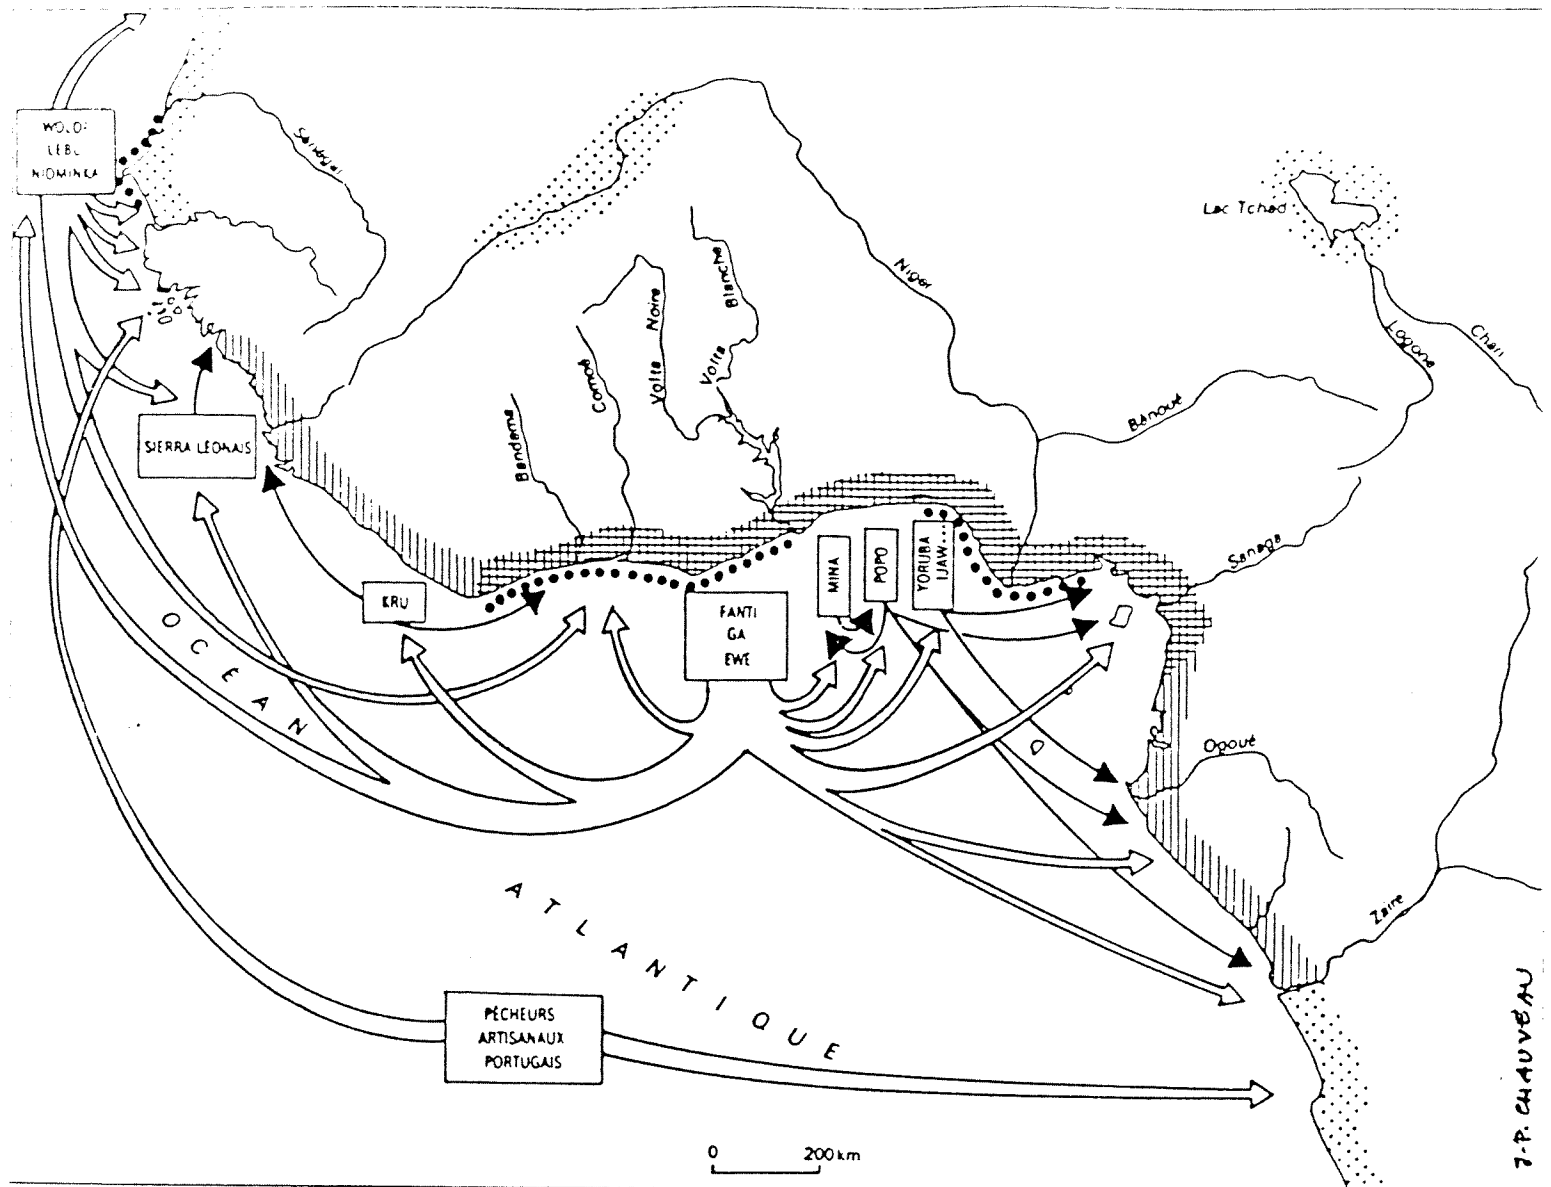 WOLOF
LEBU
NIOMINKA
Sénégal
Lac Tchad
Niger
Volta Blanche
Volta Noire
Comoé
Bandama
Logone
Chari
Bénoué
SIERRA LEONAIS
Sanaga
KRU
MINA
POPO
YORUBA
IJAW...
FANTI
GA
EWE
OCÉAN
Ogoué
ATLANTIQUE
Zaïre
PÊCHEURS
ARTISANAUX
PORTUGAIS
0 200 km
J-P. CHAUVEAU